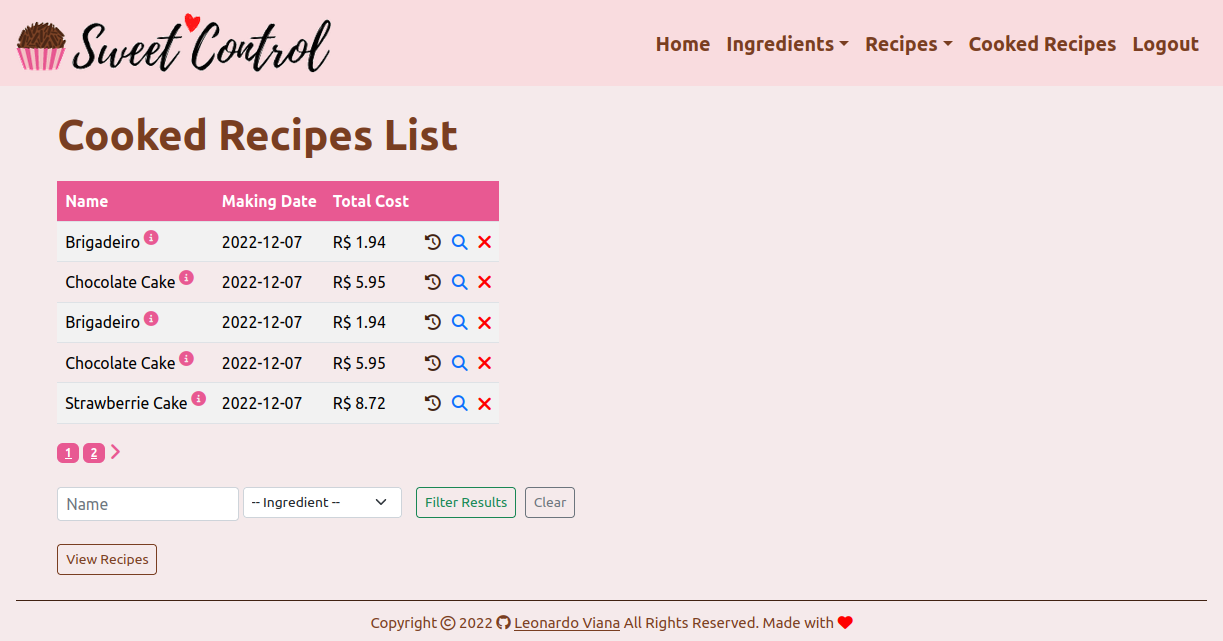 Sweet Control Home Ingredients Recipes Cooked Recipes Logout
Cooked Recipes List
Name Making Date Total Cost
Brigadeiro 2022-12-07 R$ 1.94
Chocolate Cake 2022-12-07 R$ 5.95
Brigadeiro 2022-12-07 R$ 1.94
Chocolate Cake 2022-12-07 R$ 5.95
Strawberrie Cake 2022-12-07 R$ 8.72
1 2
Name -- Ingredient -- Filter Results Clear
View Recipes
Copyright © 2022 Leonardo Viana All Rights Reserved. Made with